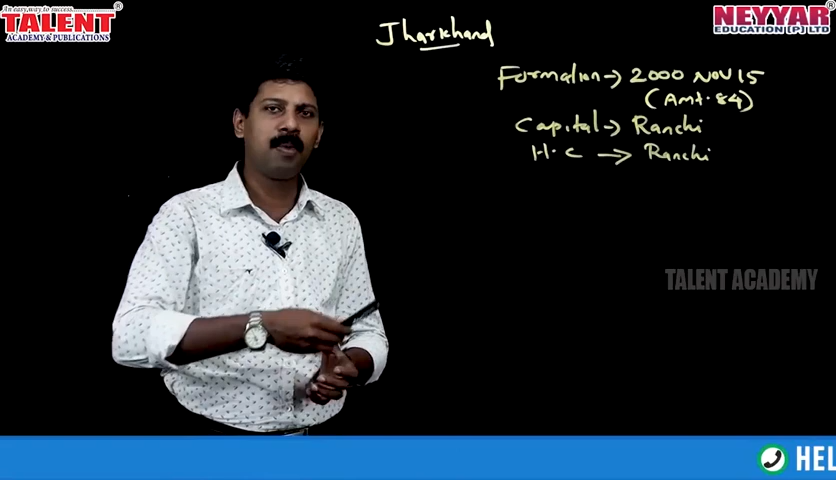 An easy way to success...................
TALENT®
ACADEMY & PUBLICATIONS
NEYYAR®
EDUCATION [P] LTD
Jharkhand
Formation → 2000 NOV 15
(Amt. 84)
Capital → Ranchi
H.C → Ranchi
TALENT ACADEMY
HEL